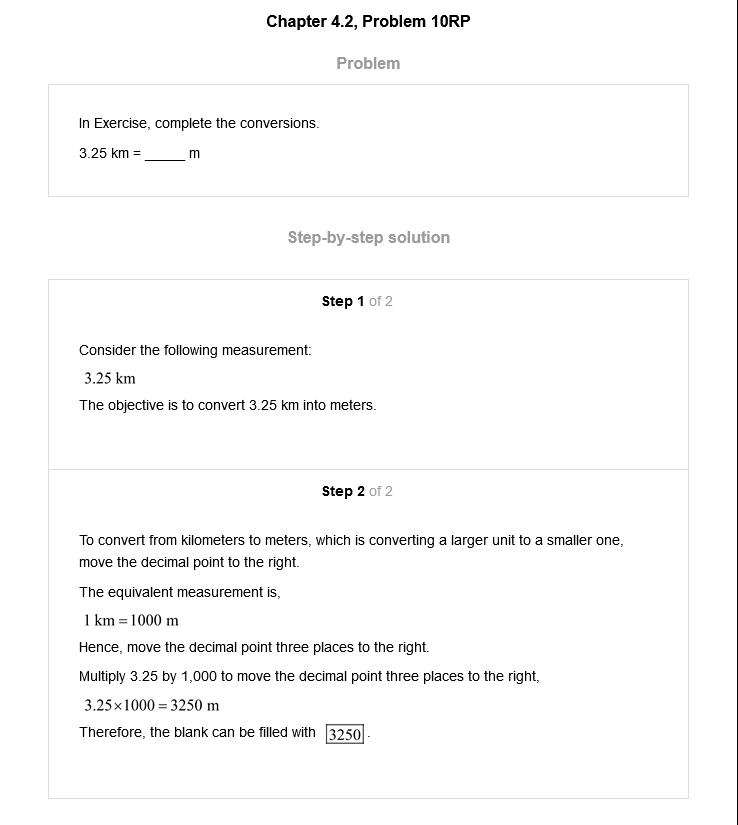 Chapter 4.2, Problem 10RP
Problem
In Exercise, complete the conversions.
3.25 km = _____ m
Step-by-step solution
Step 1 of 2
Consider the following measurement:
3.25 km
The objective is to convert 3.25 km into meters.
Step 2 of 2
To convert from kilometers to meters, which is converting a larger unit to a smaller one,
move the decimal point to the right.
The equivalent measurement is,
1 km = 1000 m
Hence, move the decimal point three places to the right.
Multiply 3.25 by 1,000 to move the decimal point three places to the right,
3.25×1000 = 3250 m
Therefore, the blank can be filled with 3250.